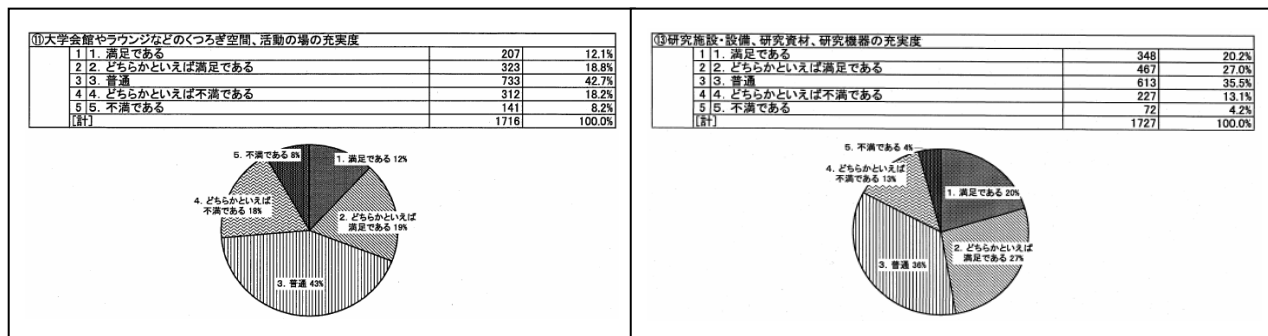 ⑪大学会館やラウンジなどのくつろぎ空間、活動の場の充実度
1 1. 満足である 207 12.1%
2 2. どちらかといえば満足である 323 18.8%
3 3. 普通 733 42.7%
4 4. どちらかといえば不満である 312 18.2%
5 5. 不満である 141 8.2%
[計] 1716 100.0%
5. 不満である 8%
1. 満足である 12%
4. どちらかといえば
不満である 18%
2. どちらかといえば
満足である 19%
3. 普通 43%
⑬研究施設・設備、研究資材、研究機器の充実度
1 1. 満足である 348 20.2%
2 2. どちらかといえば満足である 467 27.0%
3 3. 普通 613 35.5%
4 4. どちらかといえば不満である 227 13.1%
5 5. 不満である 72 4.2%
[計] 1727 100.0%
5. 不満である 4%
4. どちらかといえば
不満である 13%
1. 満足である 20%
2. どちらかといえば
満足である 27%
3. 普通 36%